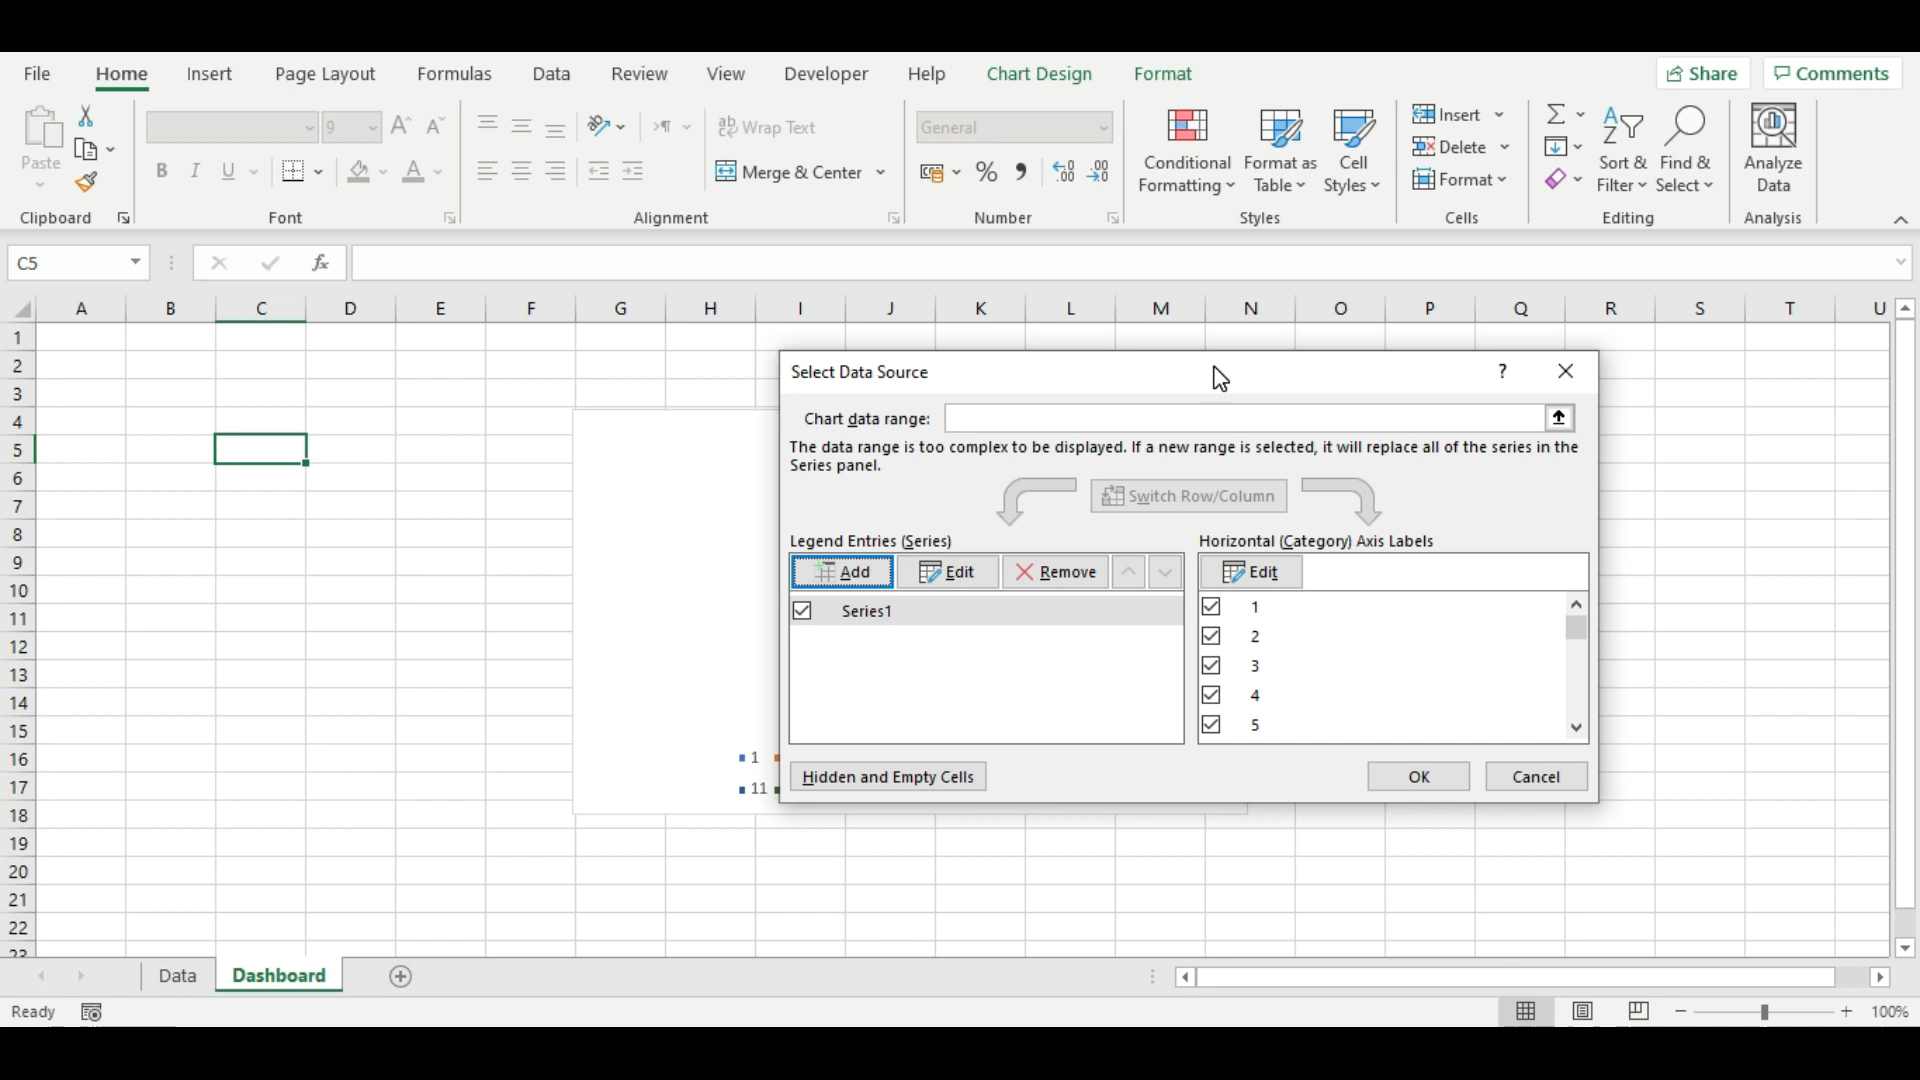 File Home Insert Page Layout Formulas Data Review View Developer Help Chart Design Format Share Comments
9 Wrap Text General Insert
Paste Delete
B I U Merge & Center % Conditional Formatting Format as Table Cell Styles Format Sort & Filter Find & Select Analyze Data
Clipboard Font Alignment Number Styles Cells Editing Analysis
C5 fx
A B C D E F G H I J K L M N O P Q R S T U
1
2
3
4
5
6
7
8
9
10
11
12
13
14
15
16
17
18
19
20
21
22
23
Select Data Source ?
Chart data range:
The data range is too complex to be displayed. If a new range is selected, it will replace all of the series in the
Series panel.
Switch Row/Column
Legend Entries (Series) Horizontal (Category) Axis Labels
Add Edit Remove Edit
Series1 1
2
3
4
5
1
11
Hidden and Empty Cells OK Cancel
Data Dashboard
Ready 100%